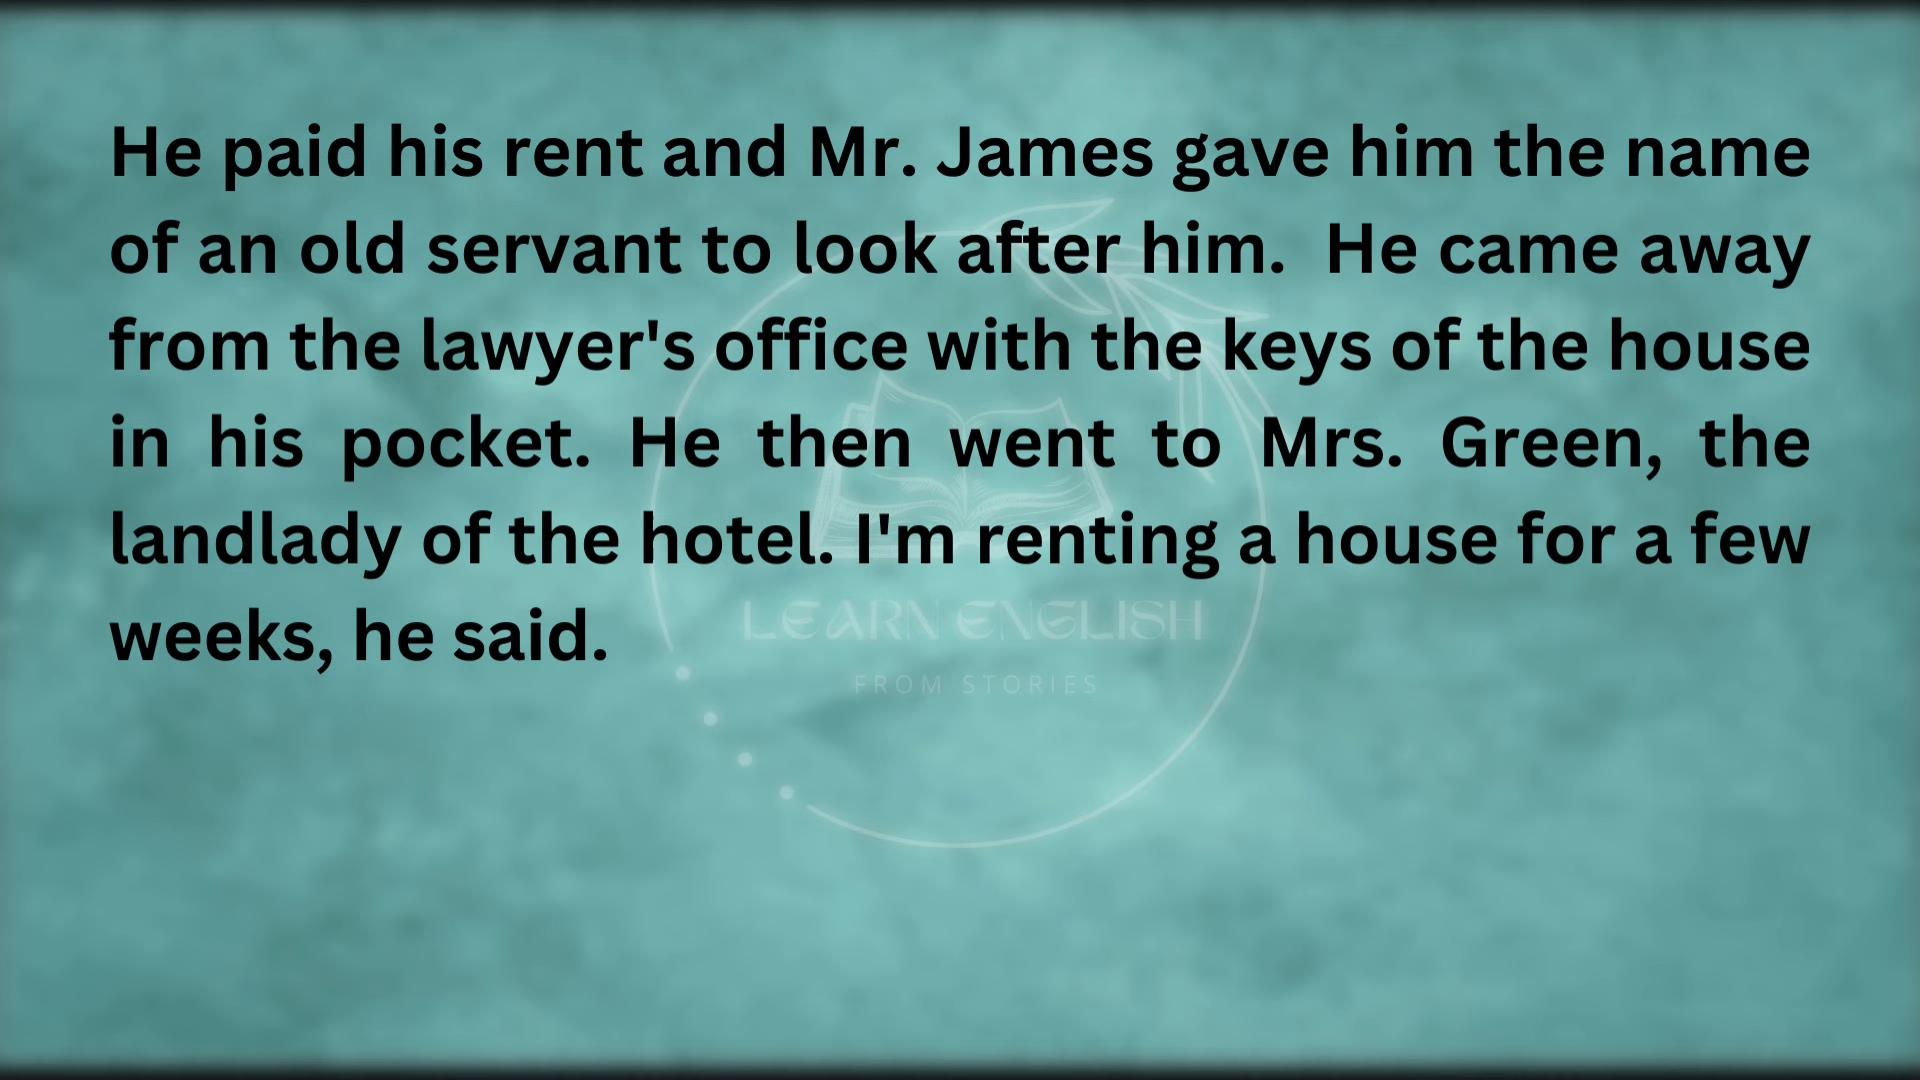 He paid his rent and Mr. James gave him the name
of an old servant to look after him.  He came away
from the lawyer's office with the keys of the house
in his pocket. He then went to Mrs. Green, the
landlady of the hotel. I'm renting a house for a few
weeks, he said.
LEARN ENGLISH
FROM STORIES